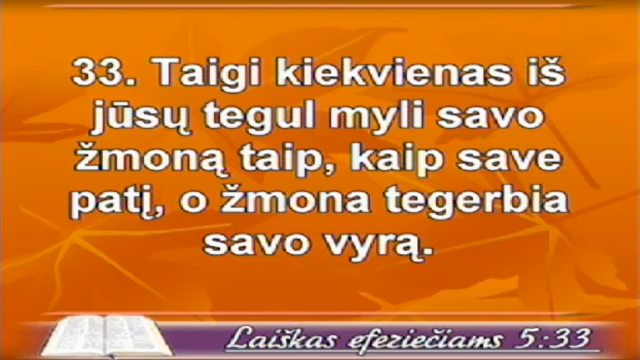 33. Taigi kiekvienas iš
jūsų tegul myli savo
žmoną taip, kaip save
patį, o žmona tegerbia
savo vyrą.
Laiškas efeziečiams 5:33